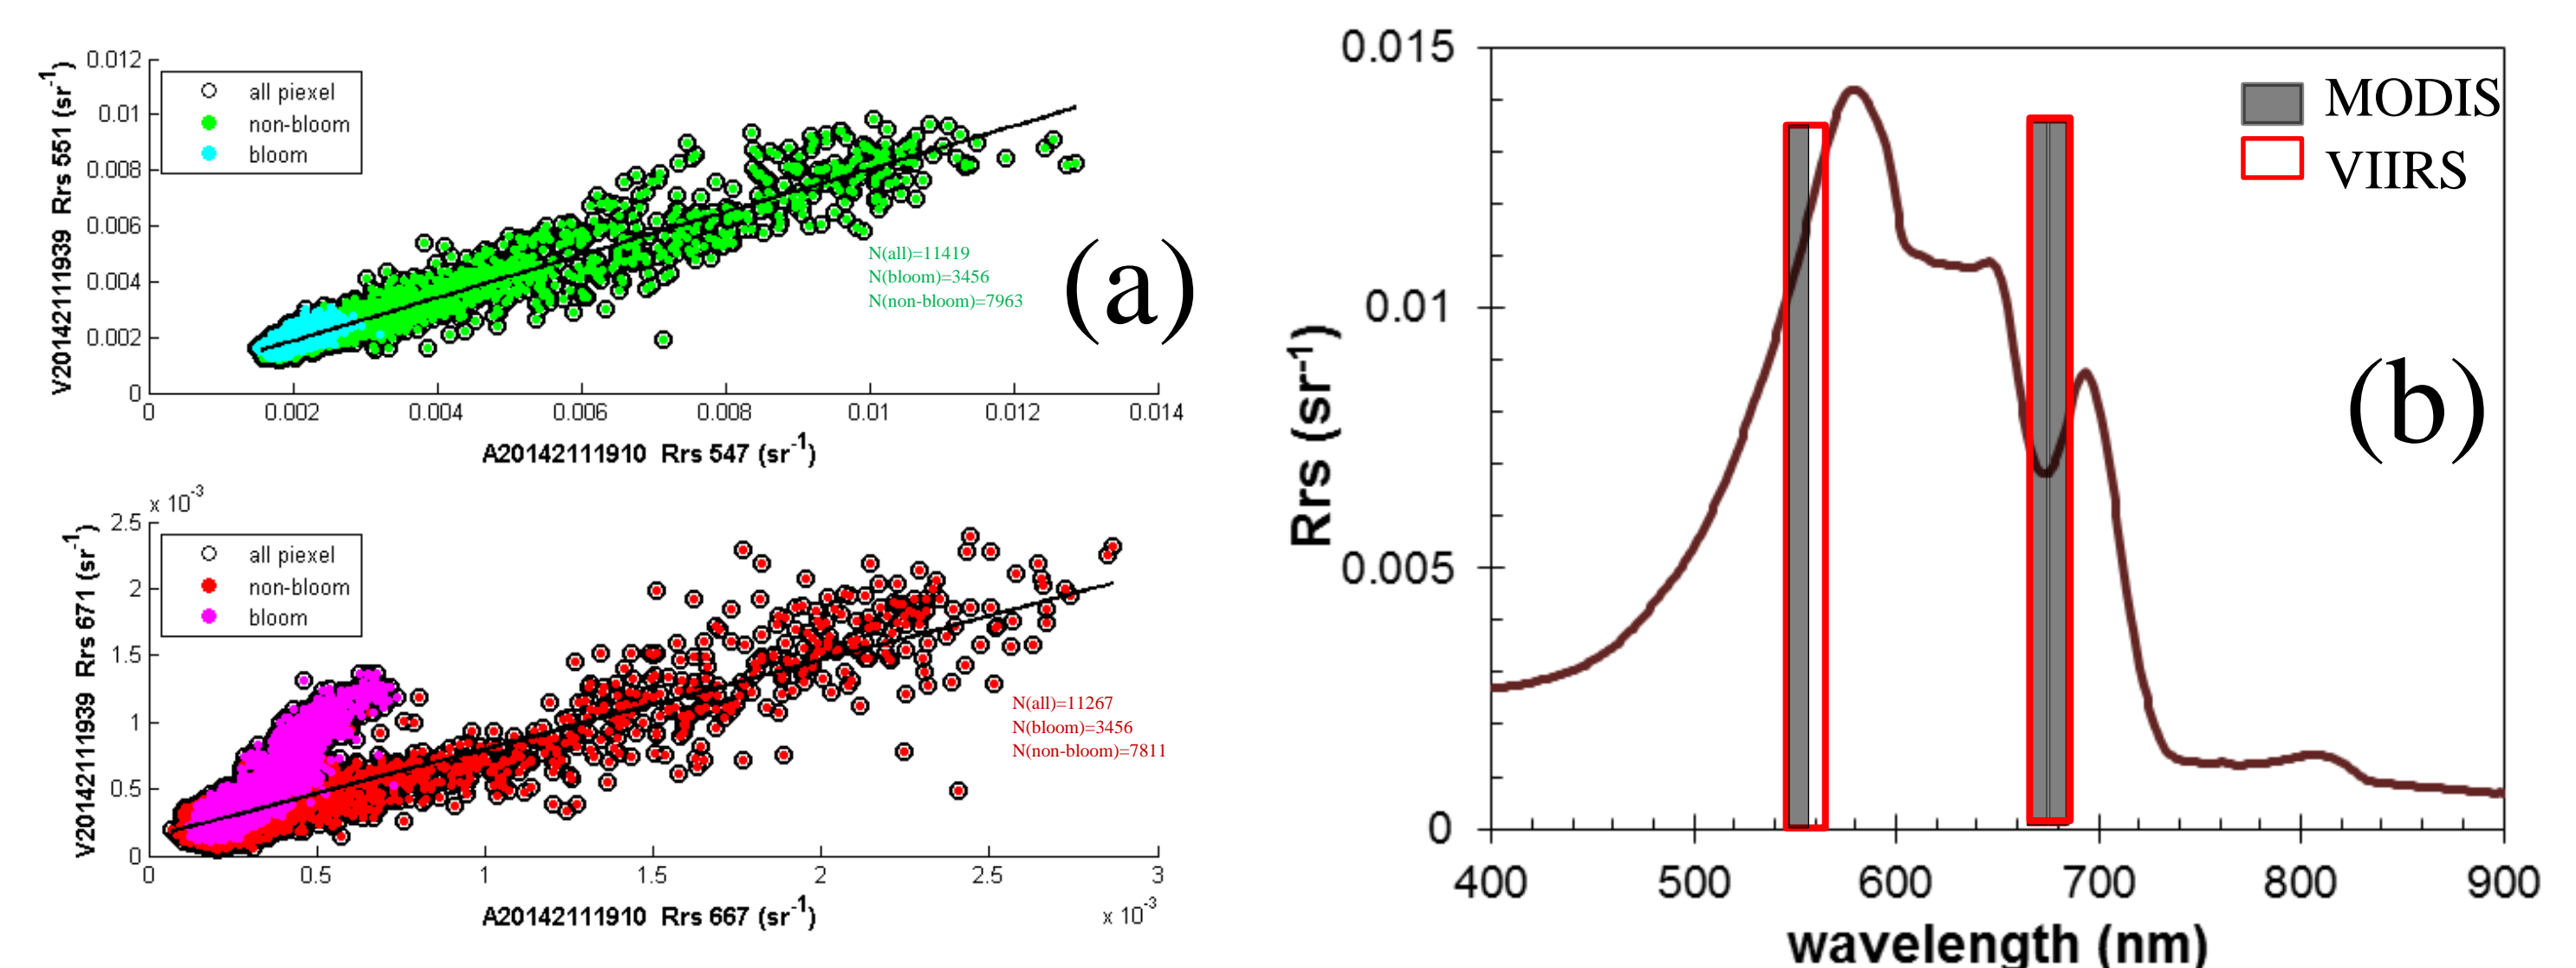 0.012
0.01
0.008
0.006
0.004
0.002
0
V20142111939 Rrs 551 (sr-1)
all piexel
non-bloom
bloom
N(all)=11419
N(bloom)=3456
N(non-bloom)=7963
(a)
0 0.002 0.004 0.006 0.008 0.01 0.012 0.014
A20142111910 Rrs 547 (sr-1)
x 10-3
2.5
2
1.5
1
0.5
0
V20142111939 Rrs 671 (sr-1)
all piexel
non-bloom
bloom
N(all)=11267
N(bloom)=3456
N(non-bloom)=7811
0 0.5 1 1.5 2 2.5 3
A20142111910 Rrs 667 (sr-1)
x 10-3
0.015
0.01
0.005
0
Rrs (sr-1)
MODIS
VIIRS
(b)
400 500 600 700 800 900
wavelength (nm)